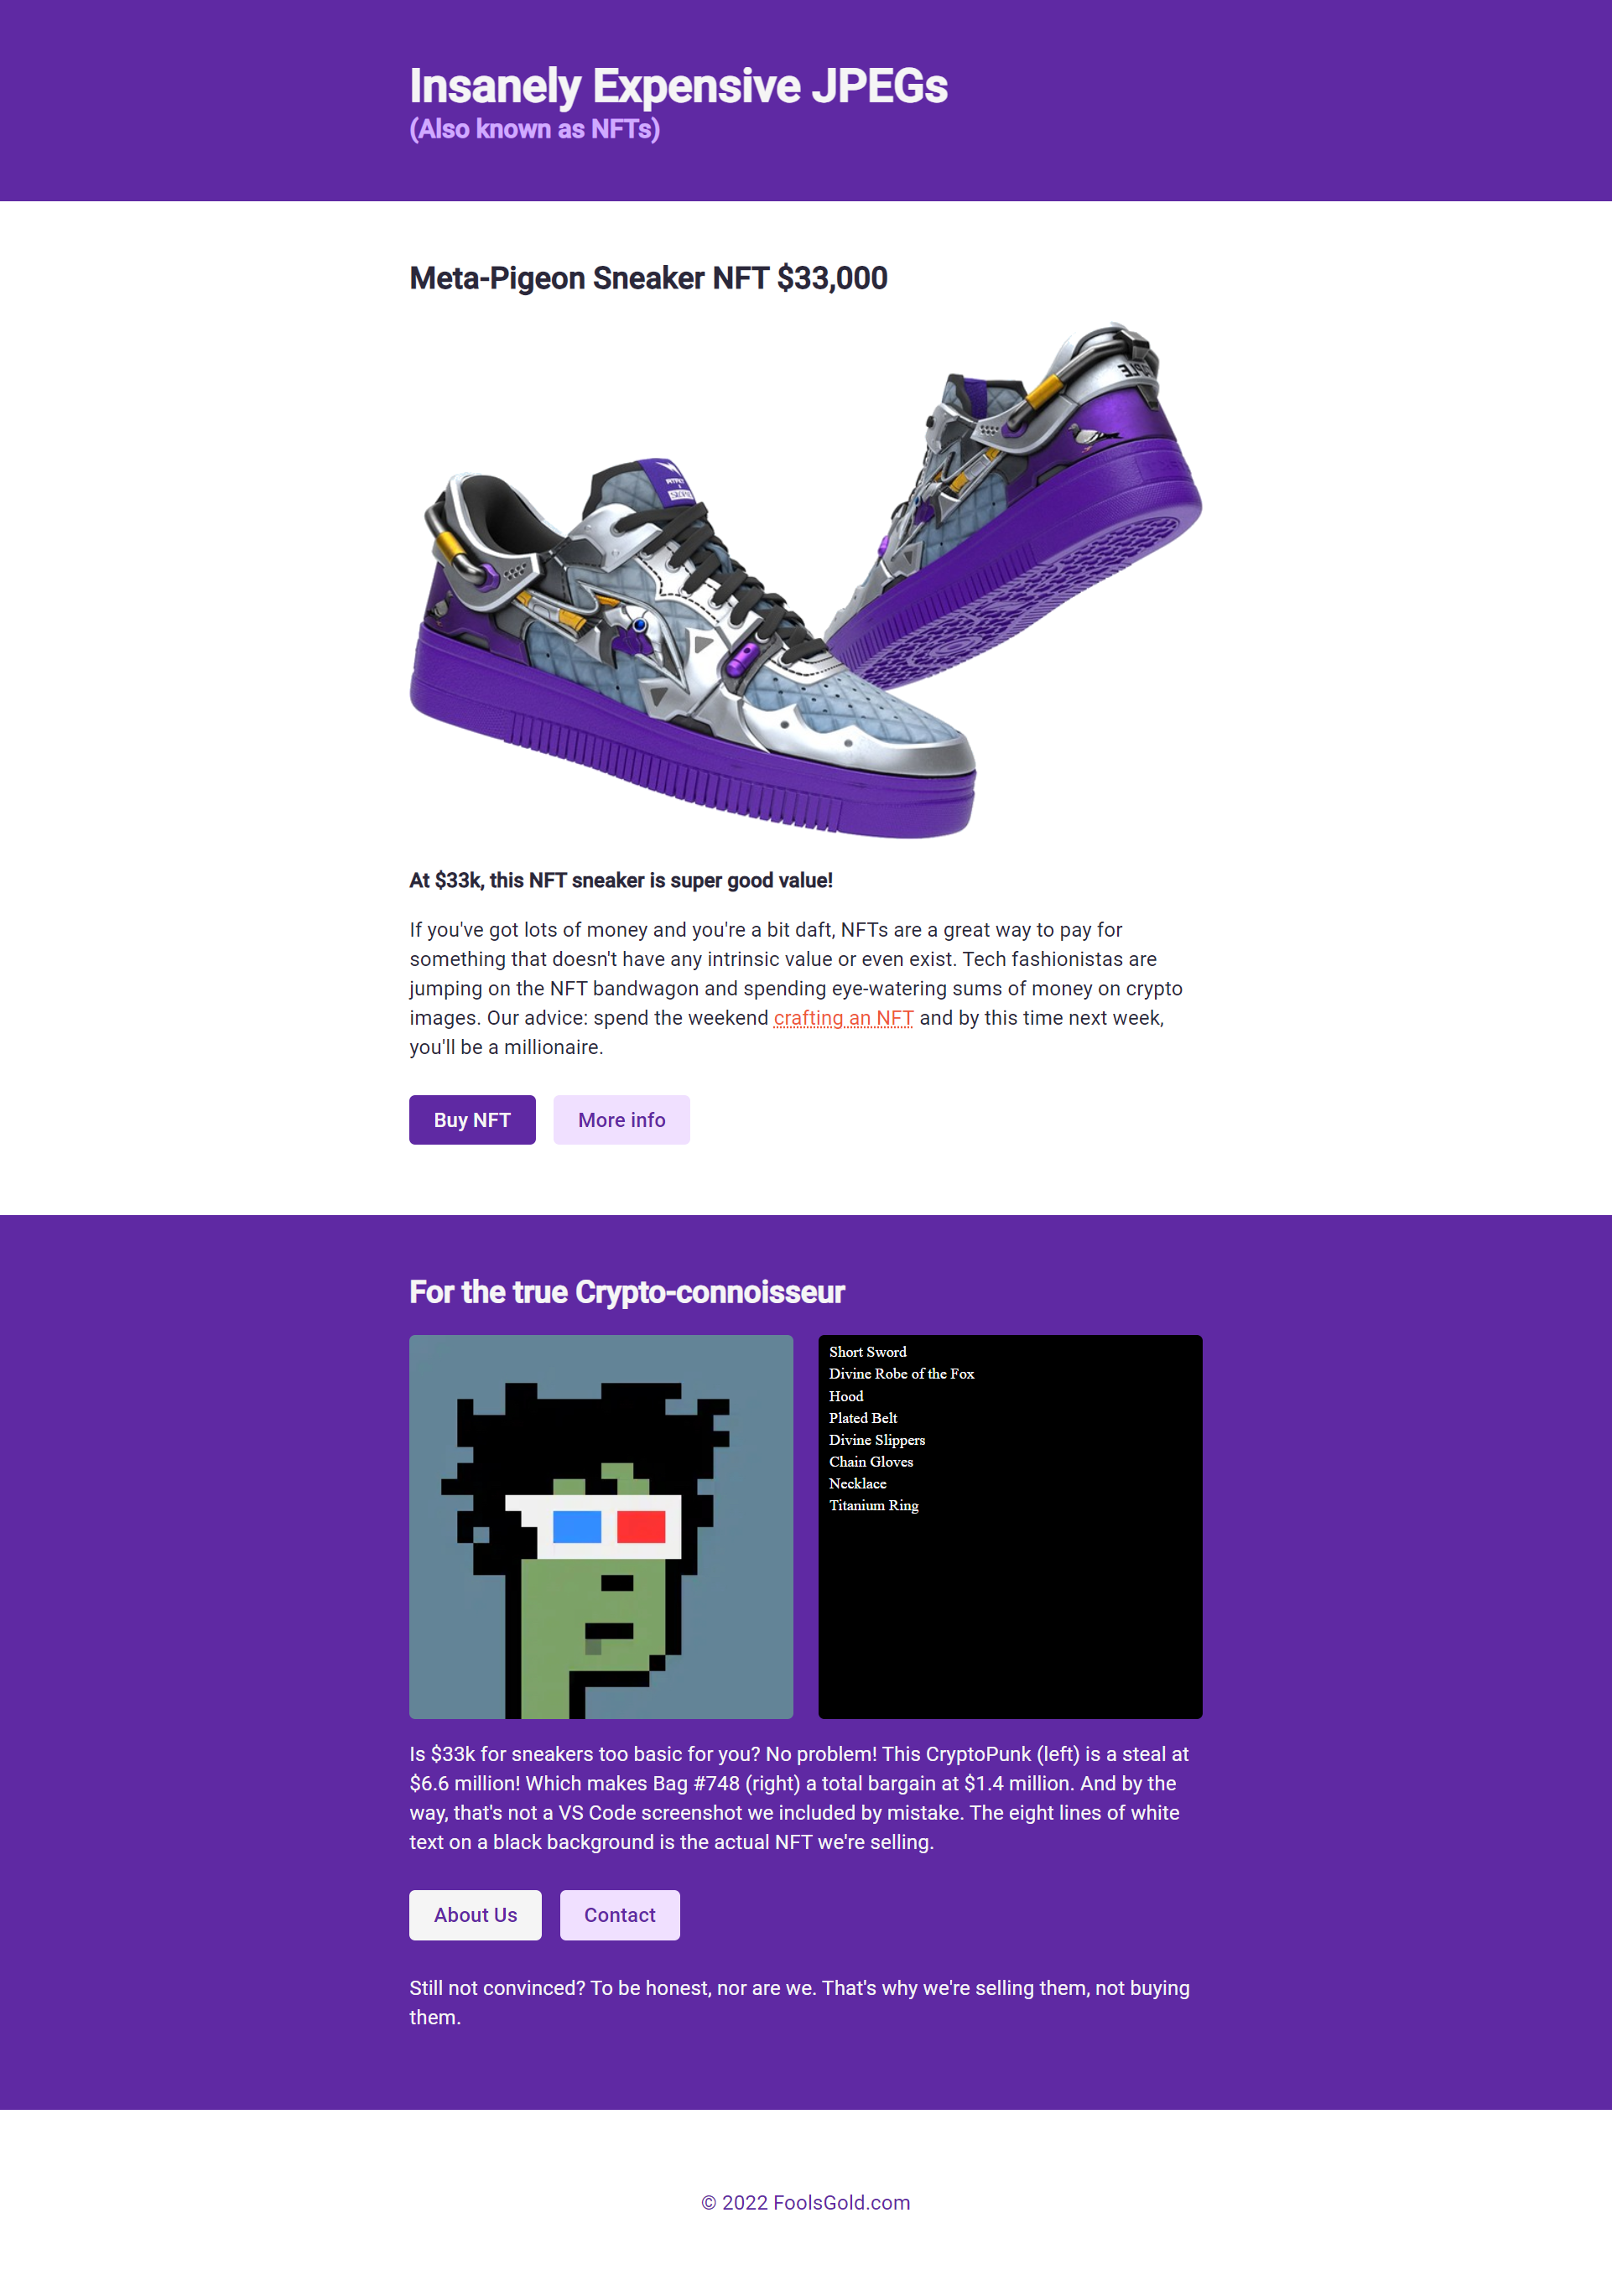 Insanely Expensive JPEGs
(Also known as NFTs)
Meta-Pigeon Sneaker NFT $33,000
At $33k, this NFT sneaker is super good value!
If you've got lots of money and you're a bit daft, NFTs are a great way to pay for
something that doesn't have any intrinsic value or even exist. Tech fashionistas are
jumping on the NFT bandwagon and spending eye-watering sums of money on crypto
images. Our advice: spend the weekend crafting an NFT and by this time next week,
you'll be a millionaire.
Buy NFT More info
For the true Crypto-connoisseur
Short Sword
Divine Robe of the Fox
Hood
Plated Belt
Divine Slippers
Chain Gloves
Necklace
Titanium Ring
Is $33k for sneakers too basic for you? No problem! This CryptoPunk (left) is a steal at
$6.6 million! Which makes Bag #748 (right) a total bargain at $1.4 million. And by the
way, that's not a VS Code screenshot we included by mistake. The eight lines of white
text on a black background is the actual NFT we're selling.
About Us Contact
Still not convinced? To be honest, nor are we. That's why we're selling them, not buying
them.
© 2022 FoolsGold.com